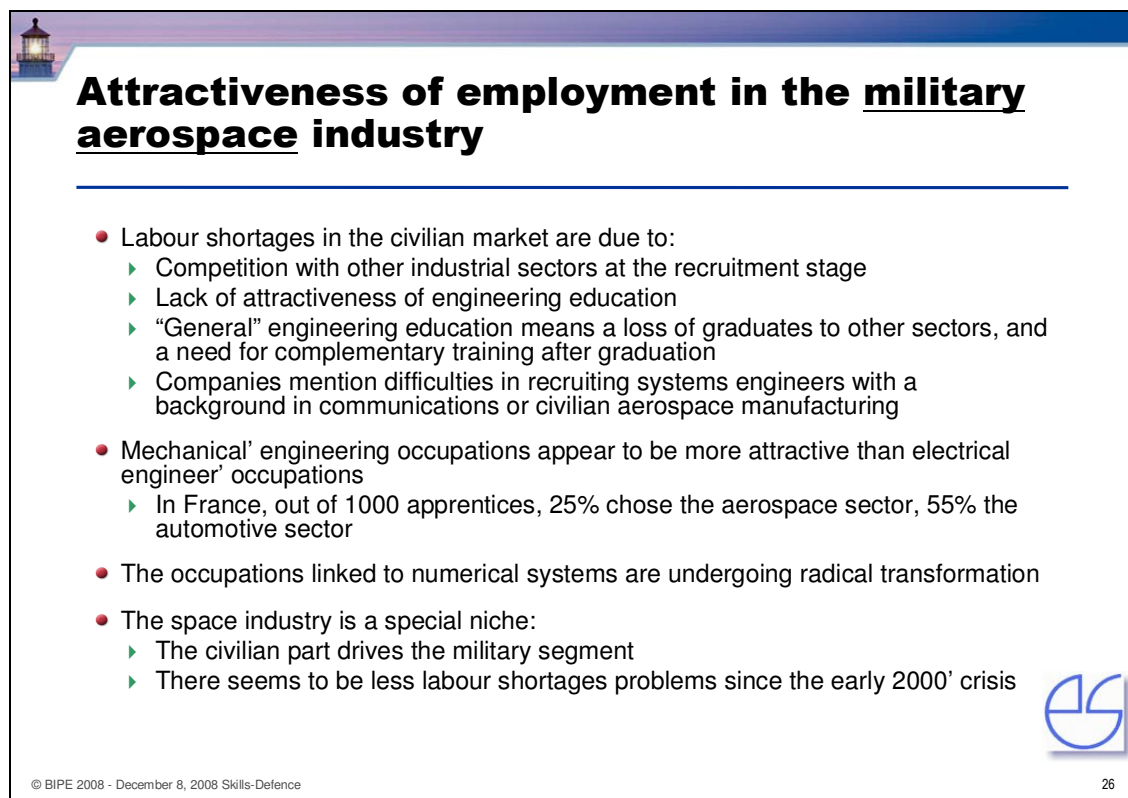 Attractiveness of employment in the military
aerospace industry
Labour shortages in the civilian market are due to:
Competition with other industrial sectors at the recruitment stage
Lack of attractiveness of engineering education
“General” engineering education means a loss of graduates to other sectors, and
a need for complementary training after graduation
Companies mention difficulties in recruiting systems engineers with a
background in communications or civilian aerospace manufacturing
Mechanical’ engineering occupations appear to be more attractive than electrical
engineer’ occupations
In France, out of 1000 apprentices, 25% chose the aerospace sector, 55% the
automotive sector
The occupations linked to numerical systems are undergoing radical transformation
The space industry is a special niche:
The civilian part drives the military segment
There seems to be less labour shortages problems since the early 2000’ crisis
© BIPE 2008 - December 8, 2008 Skills-Defence
26